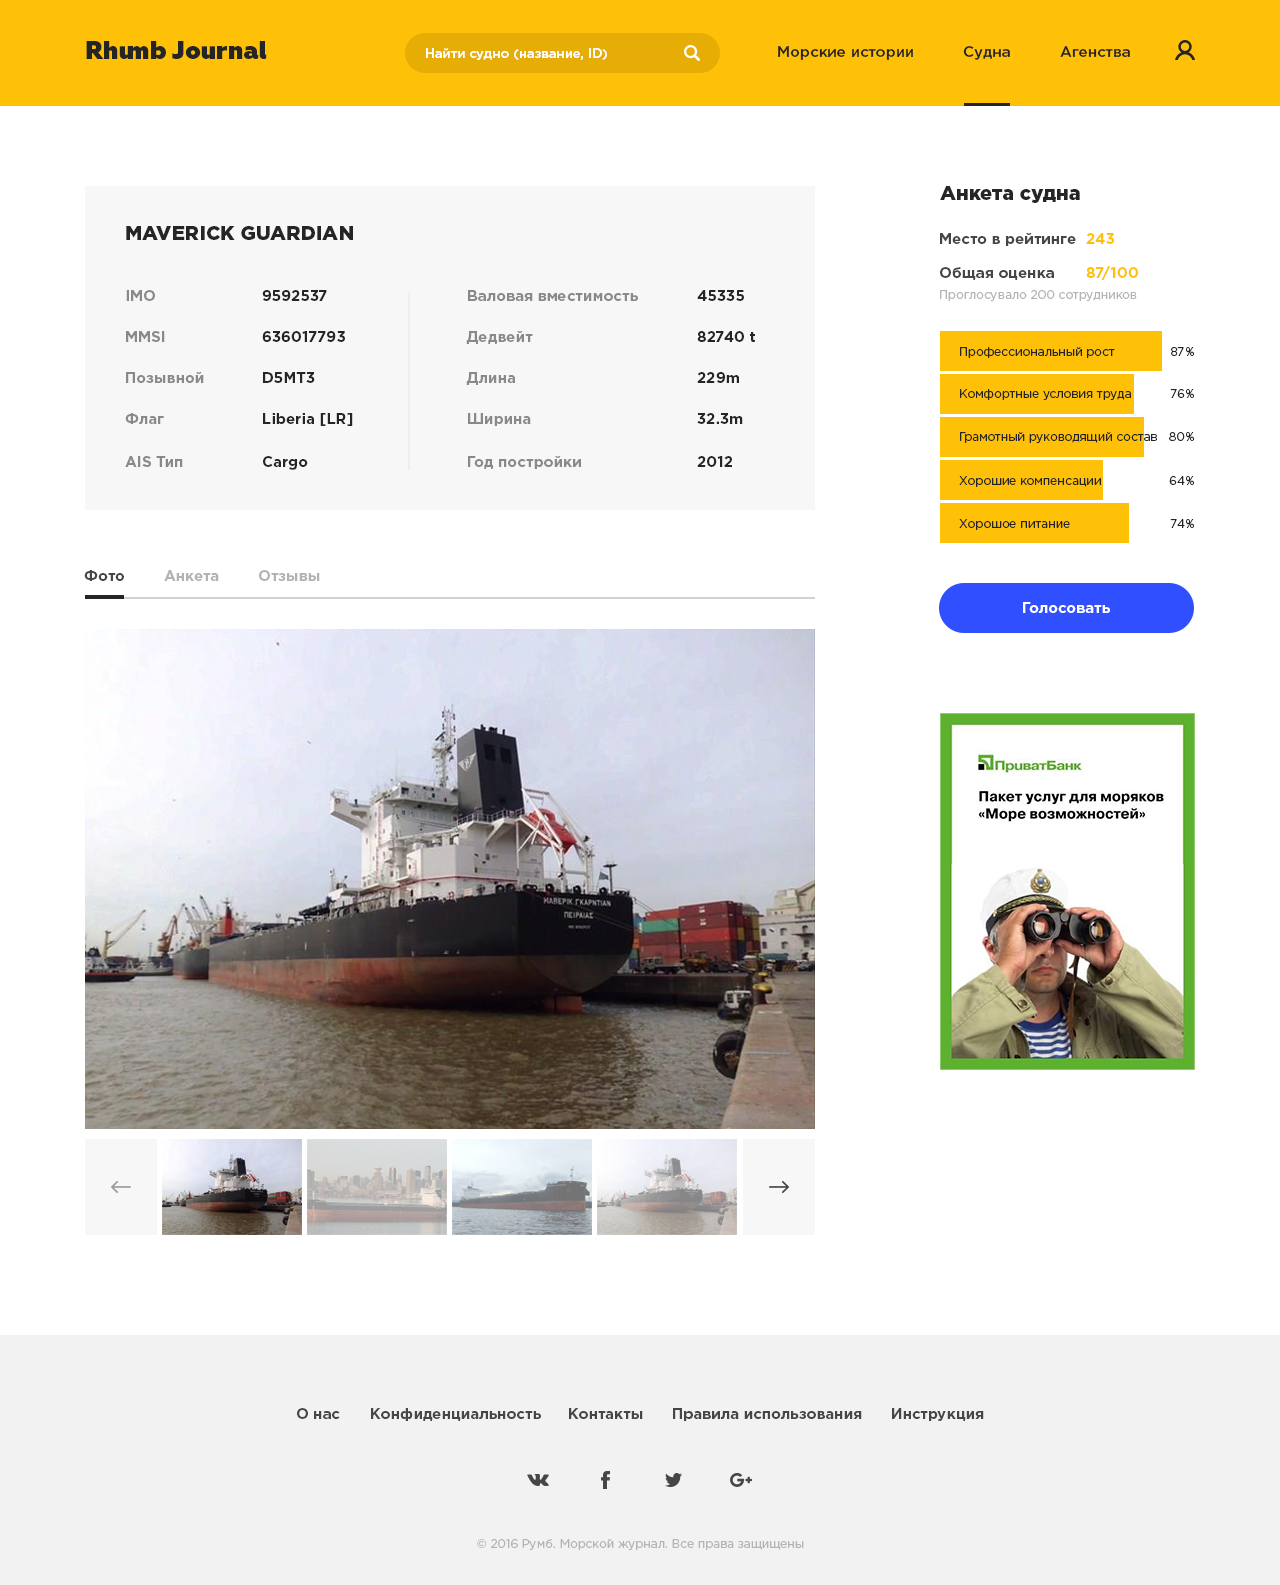 Rhumb Journal
Найти судно (название, ID)
Морские истории
Судна
Агенства
MAVERICK GUARDIAN
IMO 9592537
MMSI 636017793
Позывной D5MT3
Флаг Liberia [LR]
AIS Тип Cargo
Валовая вместимость 45335
Дедвейт 82740 t
Длина 229m
Ширина 32.3m
Год постройки 2012
Анкета судна
Место в рейтинге 243
Общая оценка 87/100
Проглосувало 200 сотрудников
Профессиональный рост 87%
Комфортные условия труда 76%
Грамотный руководящий состав 80%
Хорошие компенсации 64%
Хорошое питание 74%
Голосовать
Фото
Анкета
Отзывы
ΜΑΒΕΡΙΚ ΓΚΑΡΝΤΙΑΝ
ΠΕΙΡΑΙΑΣ
ПриватБанк
Пакет услуг для моряков
«Море возможностей»
О нас
Конфиденциальность
Контакты
Правила использования
Инструкция
G+
© 2016 Румб. Морской журнал. Все права защищены